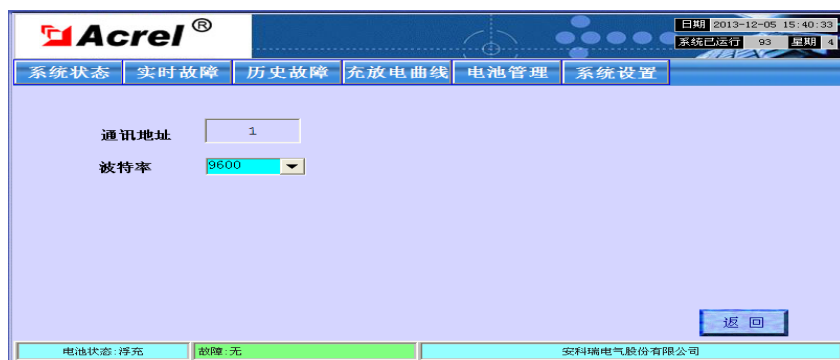 Acrel®
日期 2013-12-05 15:40:33
系统已运行 93 星期 4
系统状态 实时故障 历史故障 充放电曲线 电池管理 系统设置
通讯地址 1
波特率 9600
返回
电池状态:浮充 故障:无 安科瑞电气股份有限公司